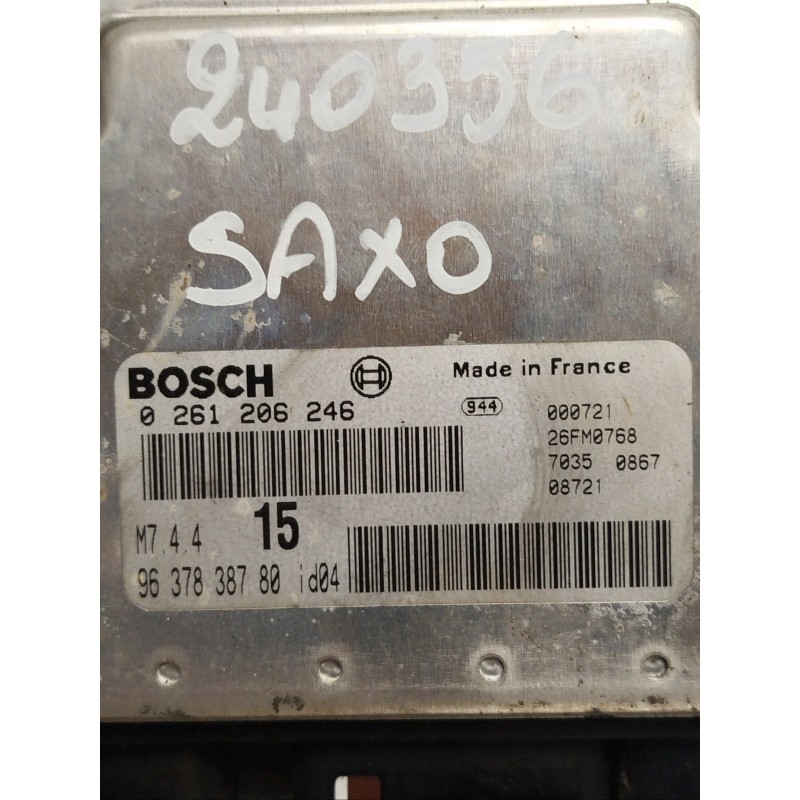 240356
SAXO
BOSCH Made in France
0 261 206 246 944 000721
26FM0768
7035 0867
08721
M7.4.4 15
96 378 387 80 id04